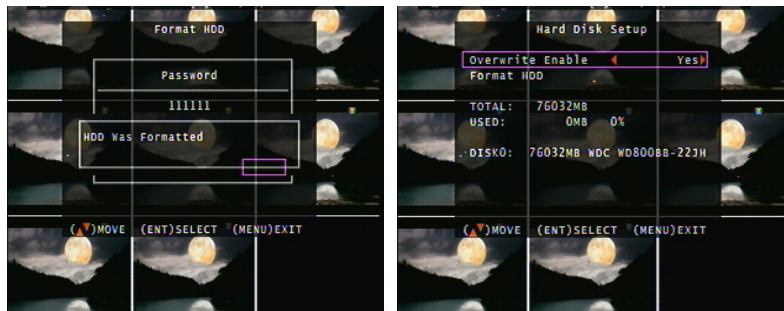 Format HDD
Password
111111
HDD Was Formatted
(▲▼)MOVE (ENT)SELECT (MENU)EXIT
Hard Disk Setup
Overwrite Enable ◀ Yes▶
Format HDD
TOTAL: 76032MB
USED: 0MB 0%
DISK0: 76032MB WDC WD800BB-22JH
(▲▼)MOVE (ENT)SELECT (MENU)EXIT